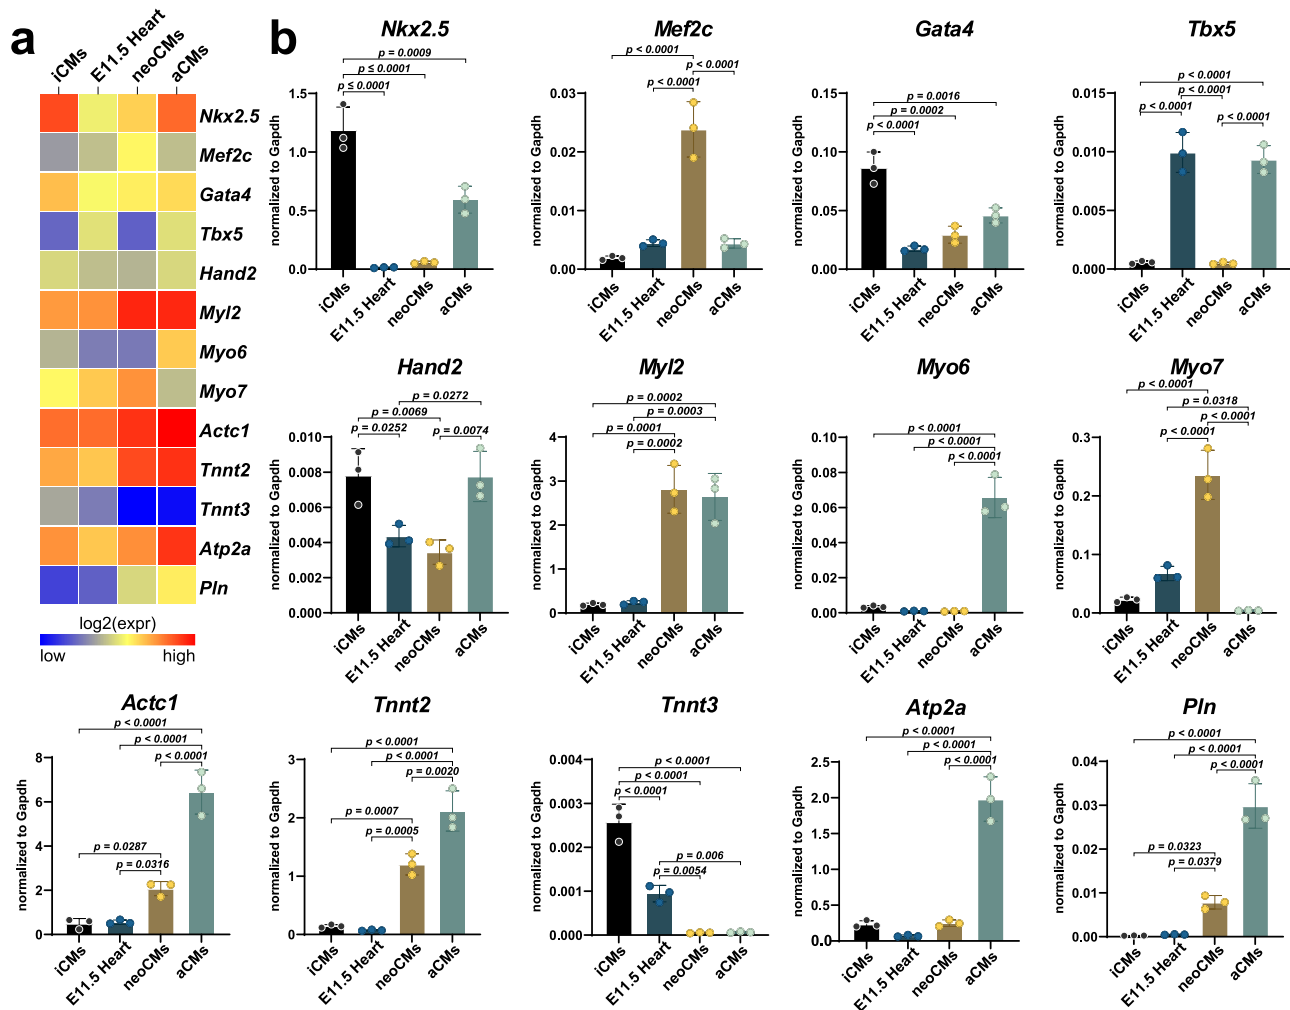 a
iCMs
E11.5 Heart
neoCMs
aCMs
Nkx2.5
Mef2c
Gata4
Tbx5
Hand2
Myl2
Myo6
Myo7
Actc1
Tnnt2
Tnnt3
Atp2a
Pln
log2(expr)
low high
b
Nkx2.5
p = 0.0009
p ≤ 0.0001
p ≤ 0.0001
normalized to Gapdh
1.5
1.0
0.5
0.0
iCMs
E11.5 Heart
neoCMs
aCMs
Mef2c
p < 0.0001
p < 0.0001
p < 0.0001
normalized to Gapdh
0.03
0.02
0.01
0.00
iCMs
E11.5 Heart
neoCMs
aCMs
Gata4
p = 0.0016
p = 0.0002
p < 0.0001
normalized to Gapdh
0.15
0.10
0.05
0.00
iCMs
E11.5 Heart
neoCMs
aCMs
Tbx5
p < 0.0001
p < 0.0001
p < 0.0001
p < 0.0001
normalized to Gapdh
0.015
0.010
0.005
0.000
iCMs
E11.5 Heart
neoCMs
aCMs
Hand2
p = 0.0272
p = 0.0069
p = 0.0252
p = 0.0074
normalized to Gapdh
0.010
0.008
0.006
0.004
0.002
0.000
iCMs
E11.5 Heart
neoCMs
aCMs
Myl2
p = 0.0002
p = 0.0003
p = 0.0001
p = 0.0002
normalized to Gapdh
4
3
2
1
0
iCMs
E11.5 Heart
neoCMs
aCMs
Myo6
p < 0.0001
p < 0.0001
p < 0.0001
normalized to Gapdh
0.10
0.08
0.06
0.04
0.02
0.00
iCMs
E11.5 Heart
neoCMs
aCMs
Myo7
p < 0.0001
p = 0.0318
p < 0.0001
p < 0.0001
normalized to Gapdh
0.3
0.2
0.1
0.0
iCMs
E11.5 Heart
neoCMs
aCMs
Actc1
p < 0.0001
p < 0.0001
p < 0.0001
p = 0.0287
p = 0.0316
normalized to Gapdh
8
6
4
2
0
iCMs
E11.5 Heart
neoCMs
aCMs
Tnnt2
p < 0.0001
p < 0.0001
p = 0.0020
p = 0.0007
p = 0.0005
normalized to Gapdh
3
2
1
0
iCMs
E11.5 Heart
neoCMs
aCMs
Tnnt3
p < 0.0001
p < 0.0001
p < 0.0001
p = 0.006
p = 0.0054
normalized to Gapdh
0.004
0.003
0.002
0.001
0.000
iCMs
E11.5 Heart
neoCMs
aCMs
Atp2a
p < 0.0001
p < 0.0001
p < 0.0001
normalized to Gapdh
2.5
2.0
1.5
1.0
0.5
0.0
iCMs
E11.5 Heart
neoCMs
aCMs
Pln
p < 0.0001
p < 0.0001
p < 0.0001
p = 0.0323
p = 0.0379
normalized to Gapdh
0.04
0.03
0.02
0.01
0.00
iCMs
E11.5 Heart
neoCMs
aCMs